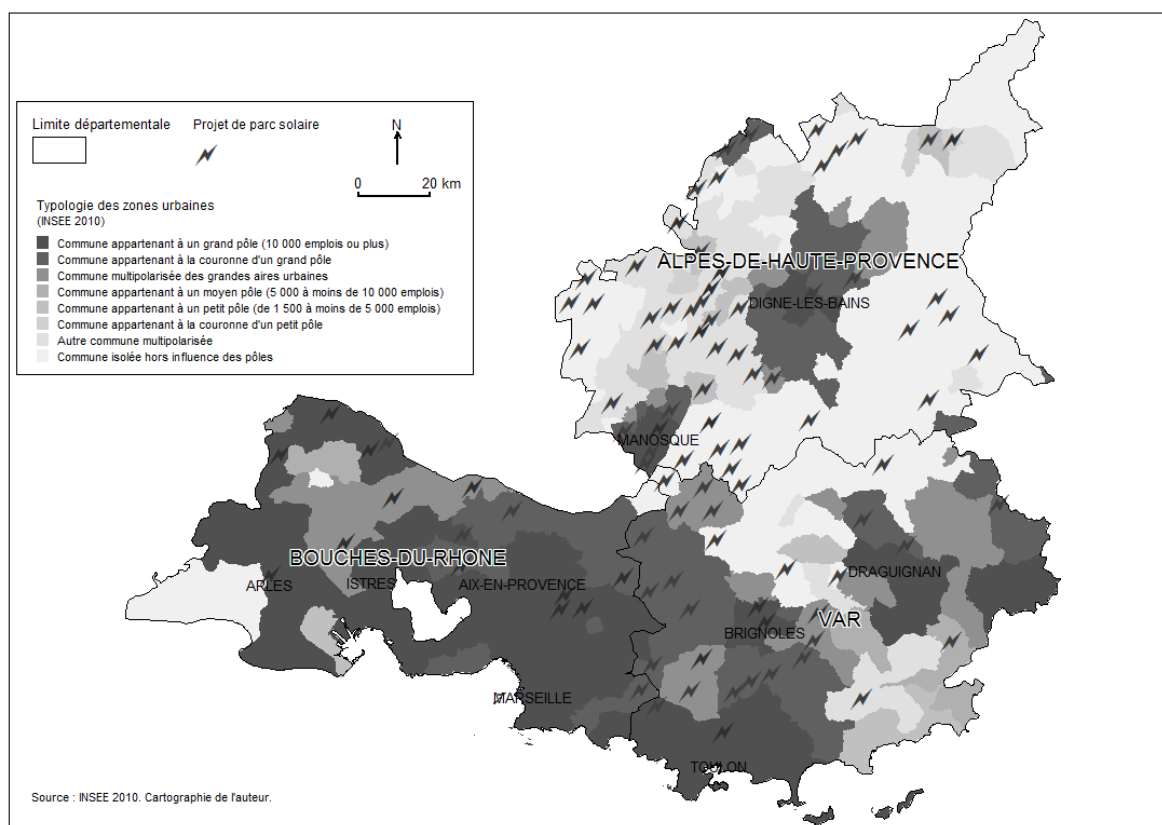 Limite départementale
Projet de parc solaire
N
0
20 km
Typologie des zones urbaines
(INSEE 2010)
Commune appartenant à un grand pôle (10 000 emplois ou plus)
Commune appartenant à la couronne d'un grand pôle
Commune multipolarisée des grandes aires urbaines
Commune appartenant à un moyen pôle (5 000 à moins de 10 000 emplois)
Commune appartenant à un petit pôle (de 1 500 à moins de 5 000 emplois)
Commune appartenant à la couronne d'un petit pôle
Autre commune multipolarisée
Commune isolée hors influence des pôles
ALPES-DE-HAUTE-PROVENCE
DIGNE-LES-BAINS
MANOSQUE
BOUCHES-DU-RHONE
ARLES
ISTRES
AIX-EN-PROVENCE
DRAGUIGNAN
VAR
BRIGNOLES
MARSEILLE
TOULON
Source : INSEE 2010. Cartographie de l'auteur.